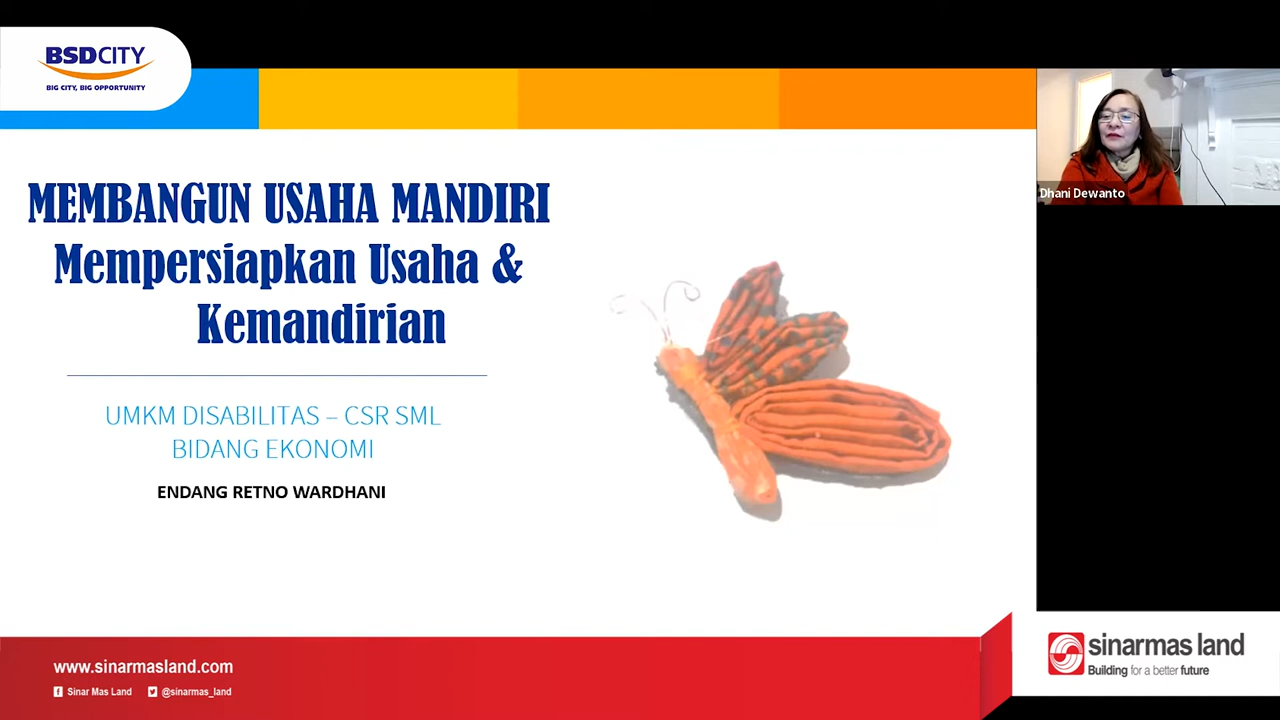 BSDCITY
BIG CITY, BIG OPPORTUNITY
MEMBANGUN USAHA MANDIRI
Mempersiapkan Usaha &
Kemandirian
UMKM DISABILITAS – CSR SML
BIDANG EKONOMI
ENDANG RETNO WARDHANI
Dhani Dewanto
www.sinarmasland.com
Sinar Mas Land
@sinarmas_land
sinarmas land
Building for a better future